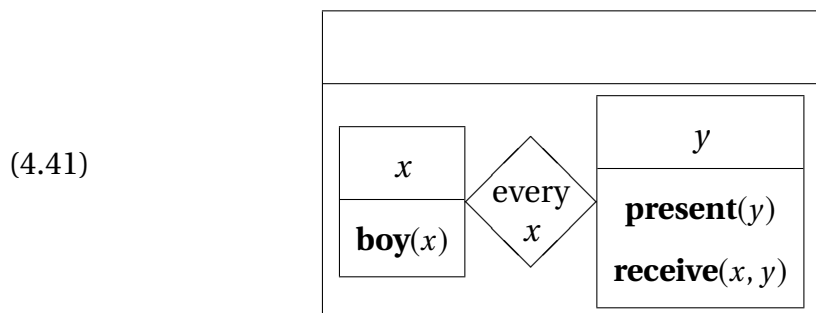 (4.41)
x
boy(x)
every
x
y
present(y)
receive(x, y)